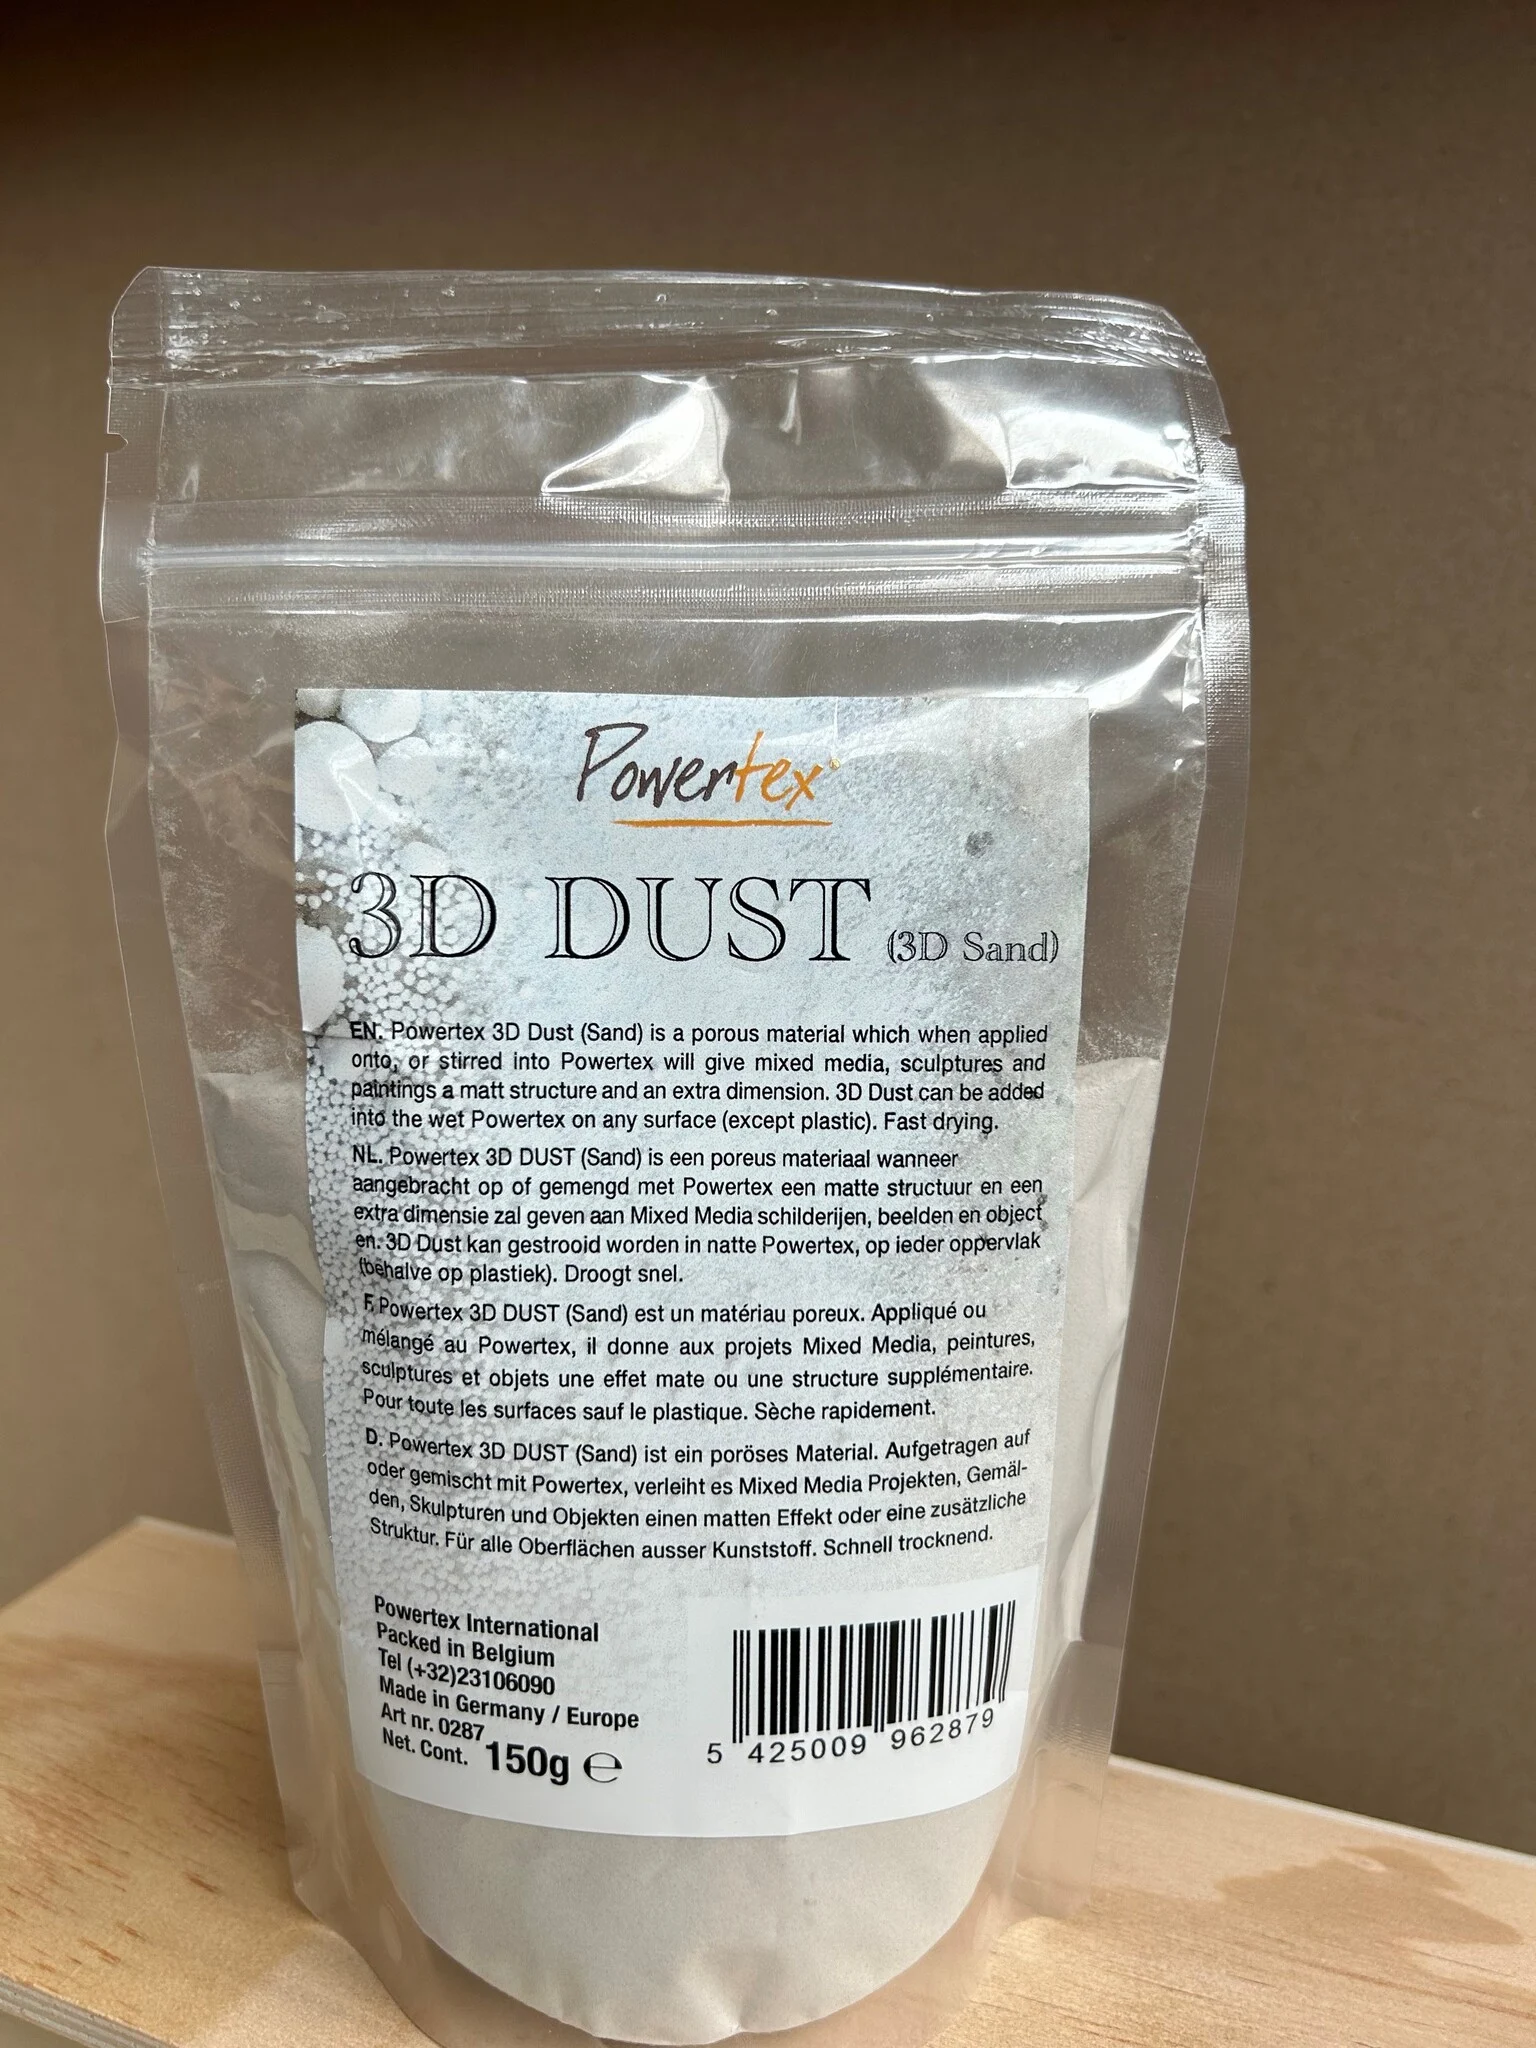 Powertex®
3D DUST (3D Sand)
EN. Powertex 3D Dust (Sand) is a porous material which when applied
onto, or stirred into Powertex will give mixed media, sculptures and
paintings a matt structure and an extra dimension. 3D Dust can be added
into the wet Powertex on any surface (except plastic). Fast drying.
NL. Powertex 3D DUST (Sand) is een poreus materiaal wanneer
aangebracht op of gemengd met Powertex een matte structuur en een
extra dimensie zal geven aan Mixed Media schilderijen, beelden en object
en. 3D Dust kan gestrooid worden in natte Powertex, op ieder oppervlak
(behalve op plastiek). Droogt snel.
F. Powertex 3D DUST (Sand) est un matériau poreux. Appliqué ou
mélangé au Powertex, il donne aux projets Mixed Media, peintures,
sculptures et objets une effet mate ou une structure supplémentaire.
Pour toute les surfaces sauf le plastique. Sèche rapidement.
D. Powertex 3D DUST (Sand) ist ein poröses Material. Aufgetragen auf
oder gemischt mit Powertex, verleiht es Mixed Media Projekten, Gemäl-
den, Skulpturen und Objekten einen matten Effekt oder eine zusätzliche
Struktur. Für alle Oberflächen ausser Kunststoff. Schnell trocknend.
Powertex International
Packed in Belgium
Tel (+32)23106090
Made in Germany / Europe
Art nr. 0287
Net. Cont. 150g ℮
5 425009 962879